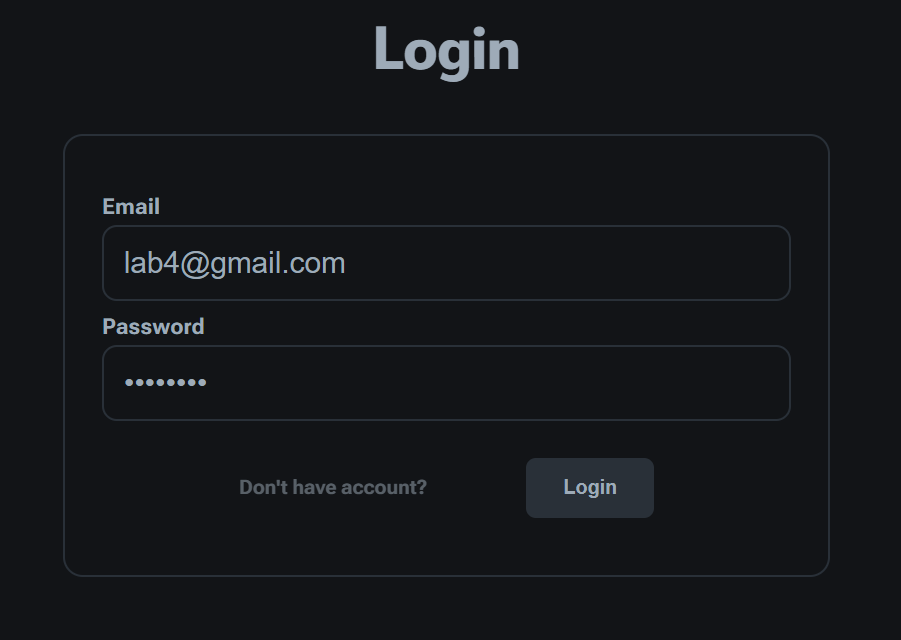 Login
Email
lab4@gmail.com
Password
••••••••
Don't have account?
Login